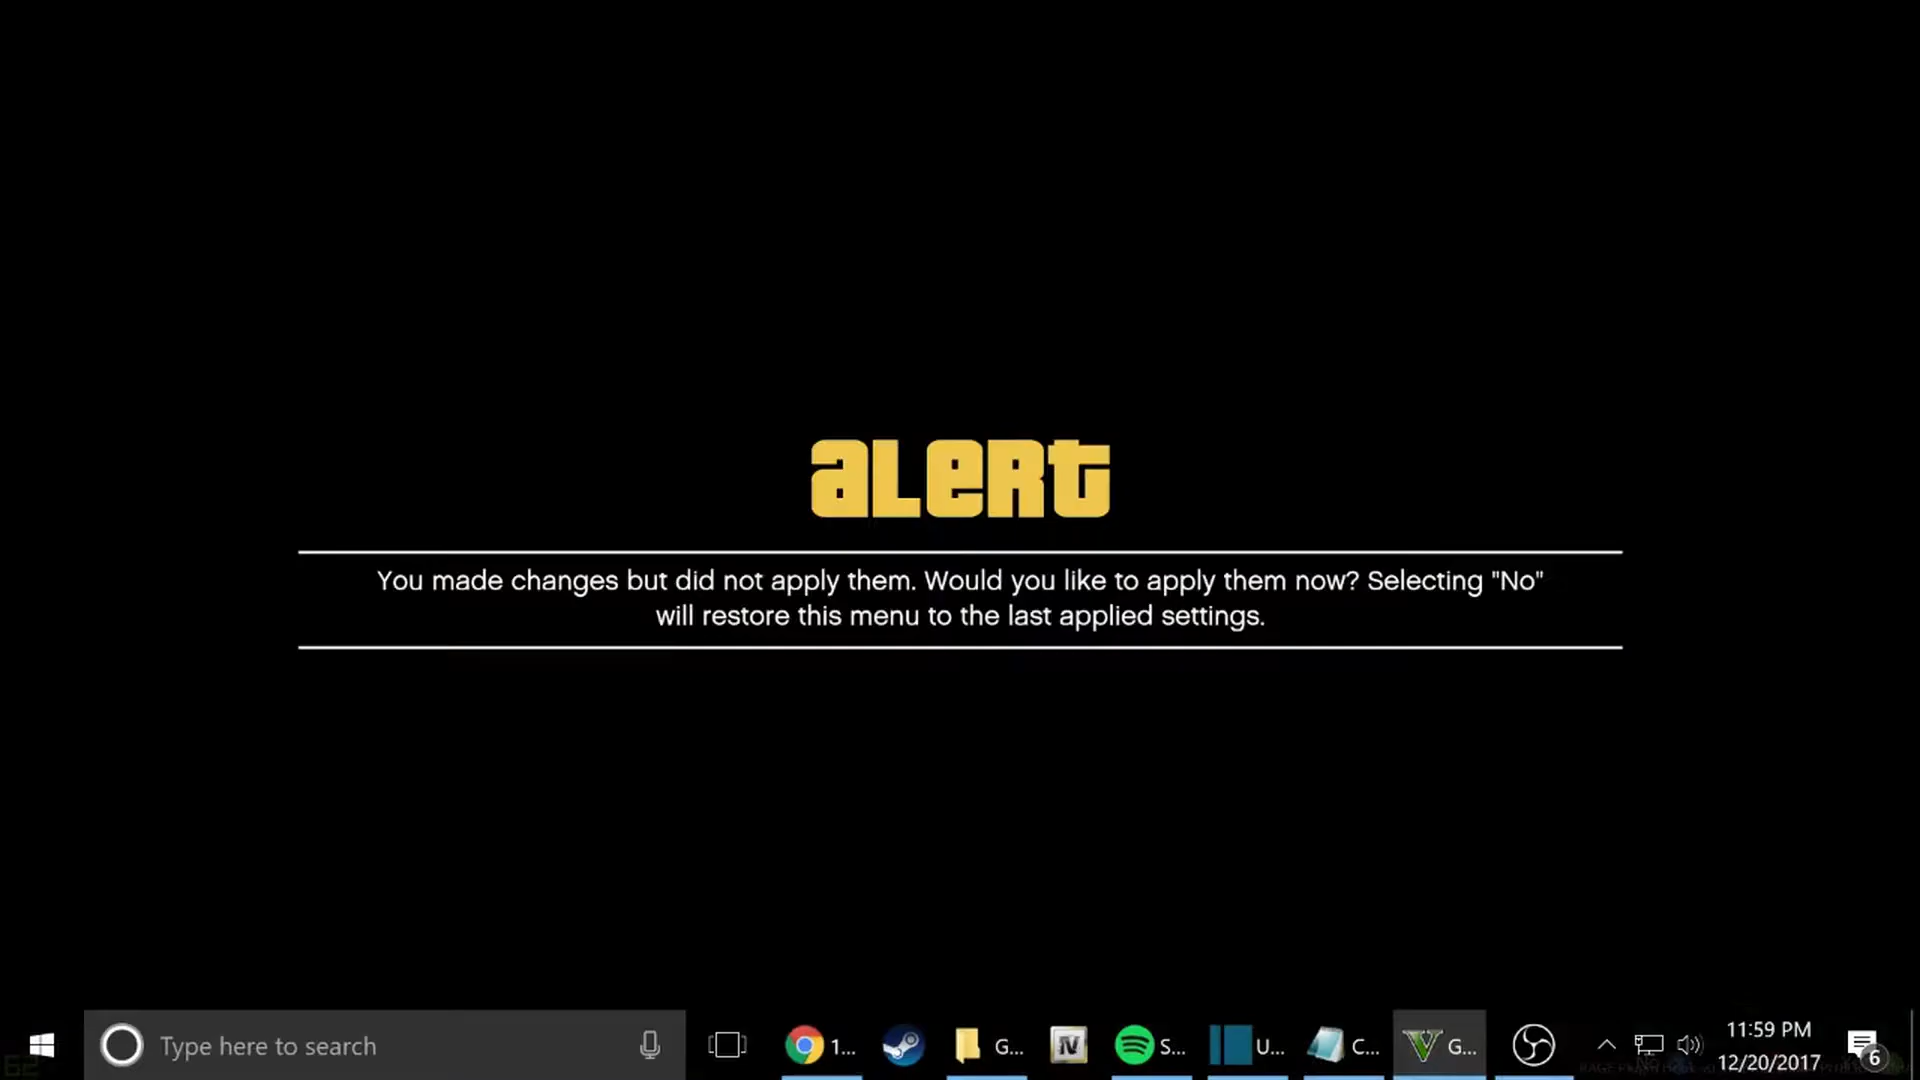 alert
You made changes but did not apply them. Would you like to apply them now? Selecting "No"
will restore this menu to the last applied settings.
Type here to search
1...
G...
IV
S...
U...
C...
V G...
11:59 PM
12/20/2017
6
62